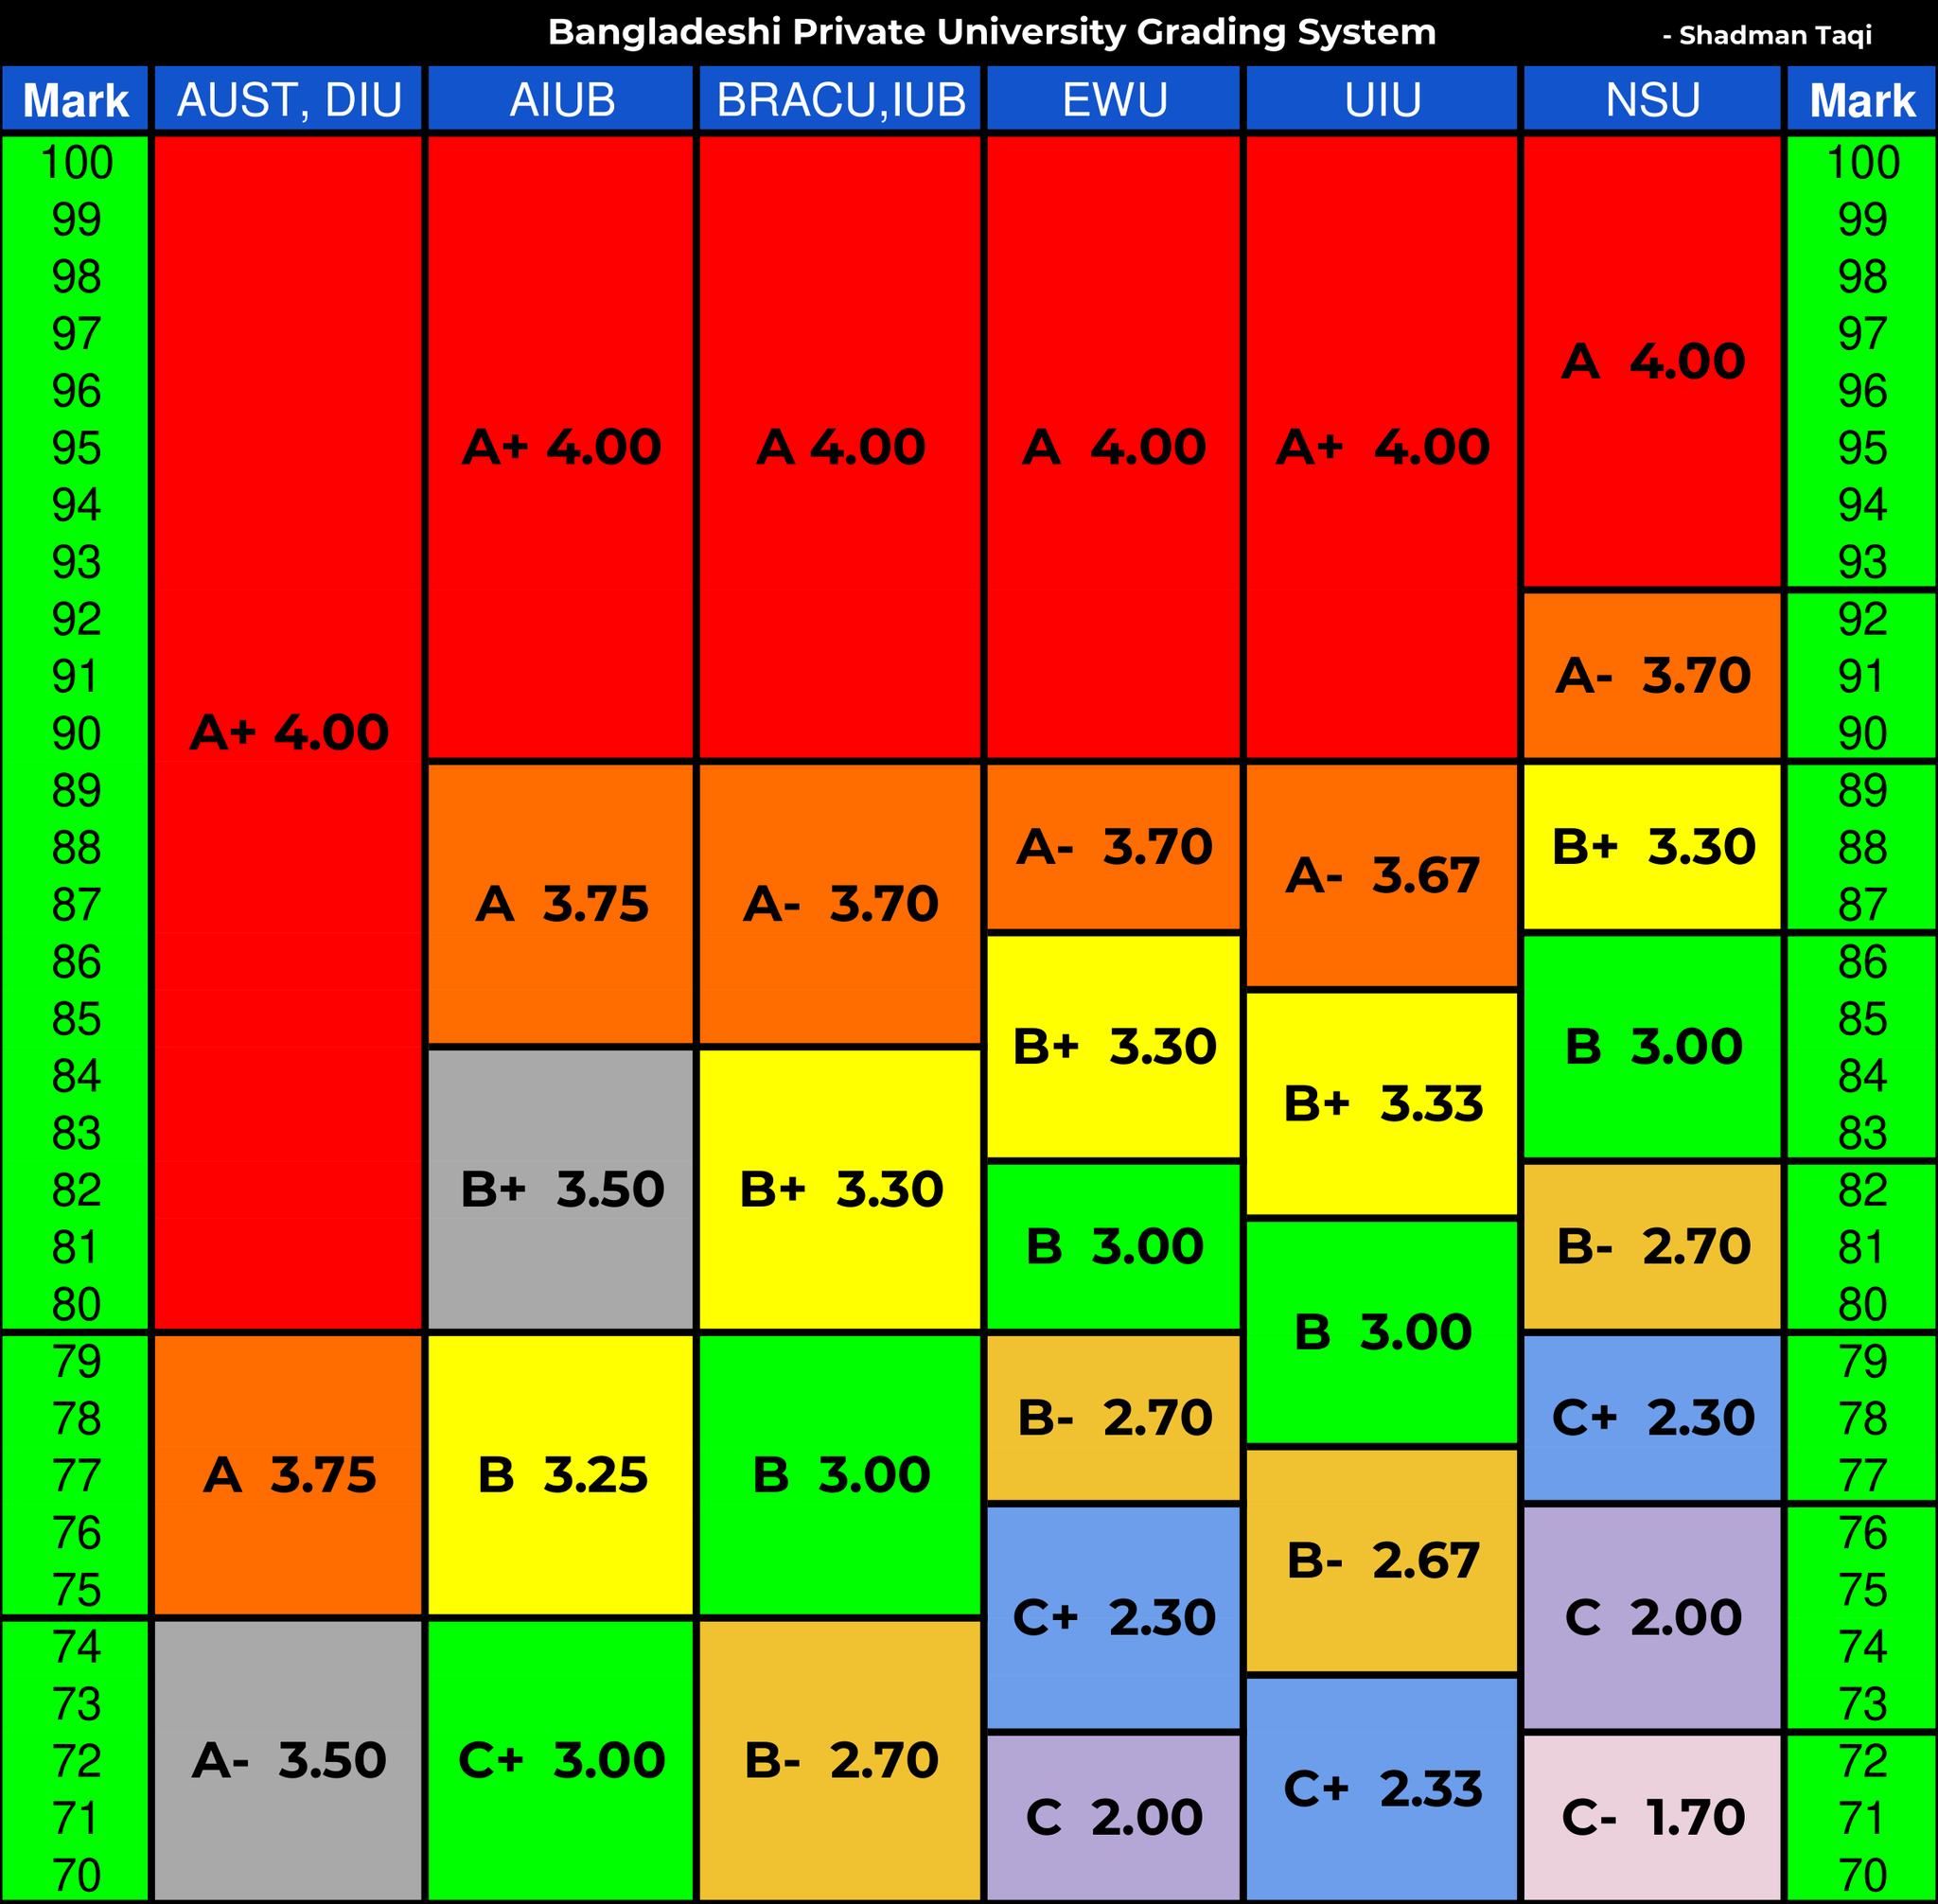 Bangladeshi Private University Grading System - Shadman Taqi
Mark AUST, DIU AIUB BRACU,IUB EWU UIU NSU Mark
100 100
99 99
98 98
97 97
A 4.00
96 96
95 A+ 4.00 A 4.00 A 4.00 A+ 4.00 95
94 94
93 93
92 92
91 A- 3.70 91
90 A+ 4.00 90
89 89
88 A- 3.70 B+ 3.30 88
A- 3.67
87 A 3.75 A- 3.70 87
86 86
85 85
B+ 3.30 B 3.00
84 84
B+ 3.33
83 83
82 B+ 3.50 B+ 3.30 82
81 B 3.00 B- 2.70 81
80 80
B 3.00
79 79
78 B- 2.70 C+ 2.30 78
77 A 3.75 B 3.25 B 3.00 77
76 76
B- 2.67
75 75
C+ 2.30 C 2.00
74 74
73 73
72 A- 3.50 C+ 3.00 B- 2.70 72
C+ 2.33
71 C 2.00 C- 1.70 71
70 70